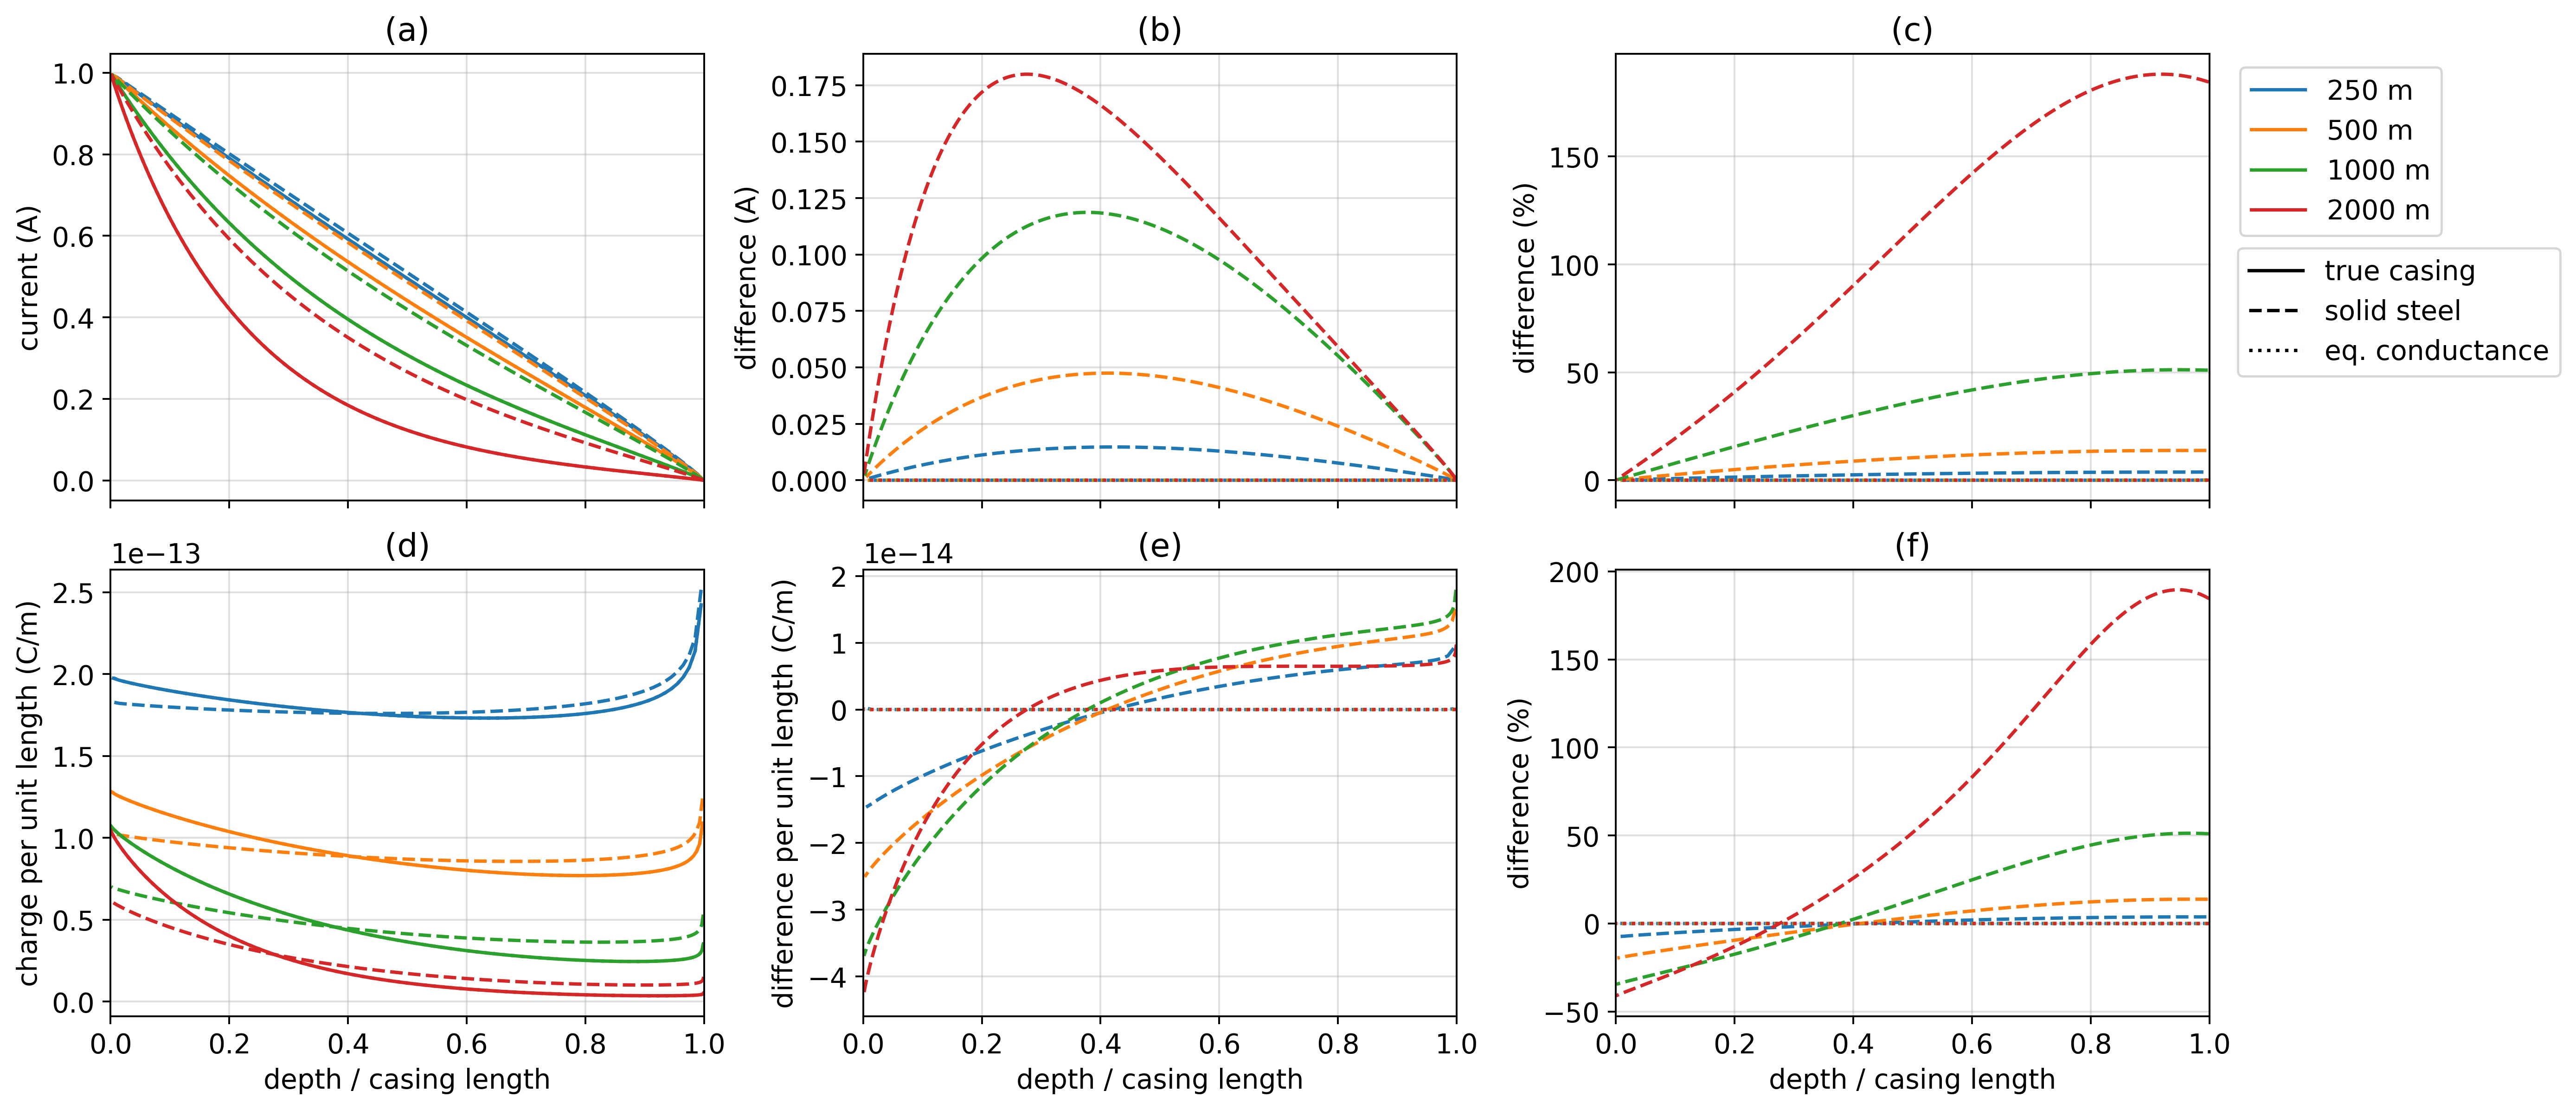 (a)
current (A)
1.0
0.8
0.6
0.4
0.2
0.0
(b)
difference (A)
0.175
0.150
0.125
0.100
0.075
0.050
0.025
0.000
(c)
difference (%)
150
100
50
0
250 m
500 m
1000 m
2000 m
true casing
solid steel
eq. conductance
(d)
1e−13
charge per unit length (C/m)
2.5
2.0
1.5
1.0
0.5
0.0
0.0 0.2 0.4 0.6 0.8 1.0
depth / casing length
(e)
1e−14
difference per unit length (C/m)
2
1
0
−1
−2
−3
−4
0.0 0.2 0.4 0.6 0.8 1.0
depth / casing length
(f)
difference (%)
200
150
100
50
0
−50
0.0 0.2 0.4 0.6 0.8 1.0
depth / casing length